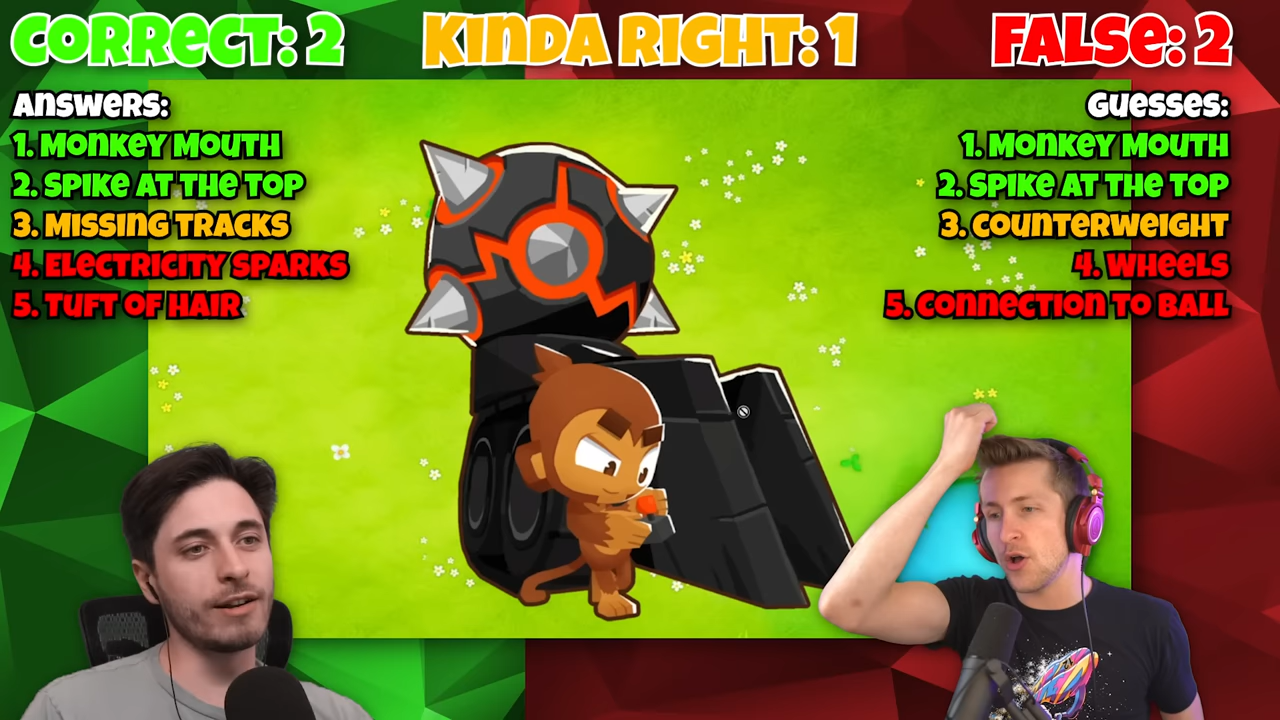 CORRECT: 2
KINDA RIGHT: 1
FALSE: 2
ANSWERS:
1. MONKEY MOUTH
2. SPIKE AT THE TOP
3. MISSING TRACKS
4. ELECTRICITY SPARKS
5. TUFT OF HAIR
GUESSES:
1. MONKEY MOUTH
2. SPIKE AT THE TOP
3. COUNTERWEIGHT
4. WHEELS
5. CONNECTION TO BALL